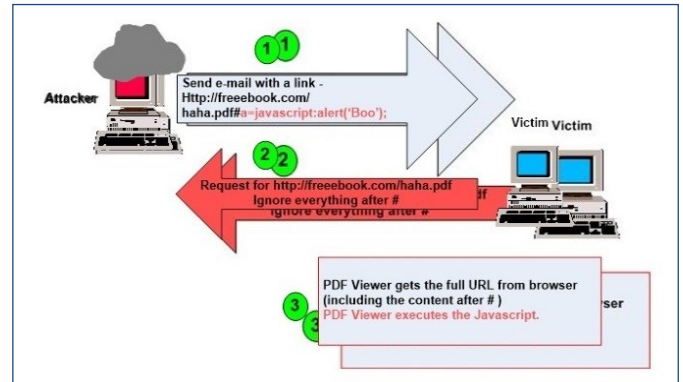 1 1
Attacker
Send e-mail with a link -
Http://freeebook.com/
haha.pdf#a=javascript:alert('Boo');
Victim Victim
2 2
Request for http://freeebook.com/haha.pdf
df
Ignore everything after #
Ignore everything after #
PDF Viewer gets the full URL from browser
(including the content after # )
ser
PDF Viewer executes the Javascript.
3
3